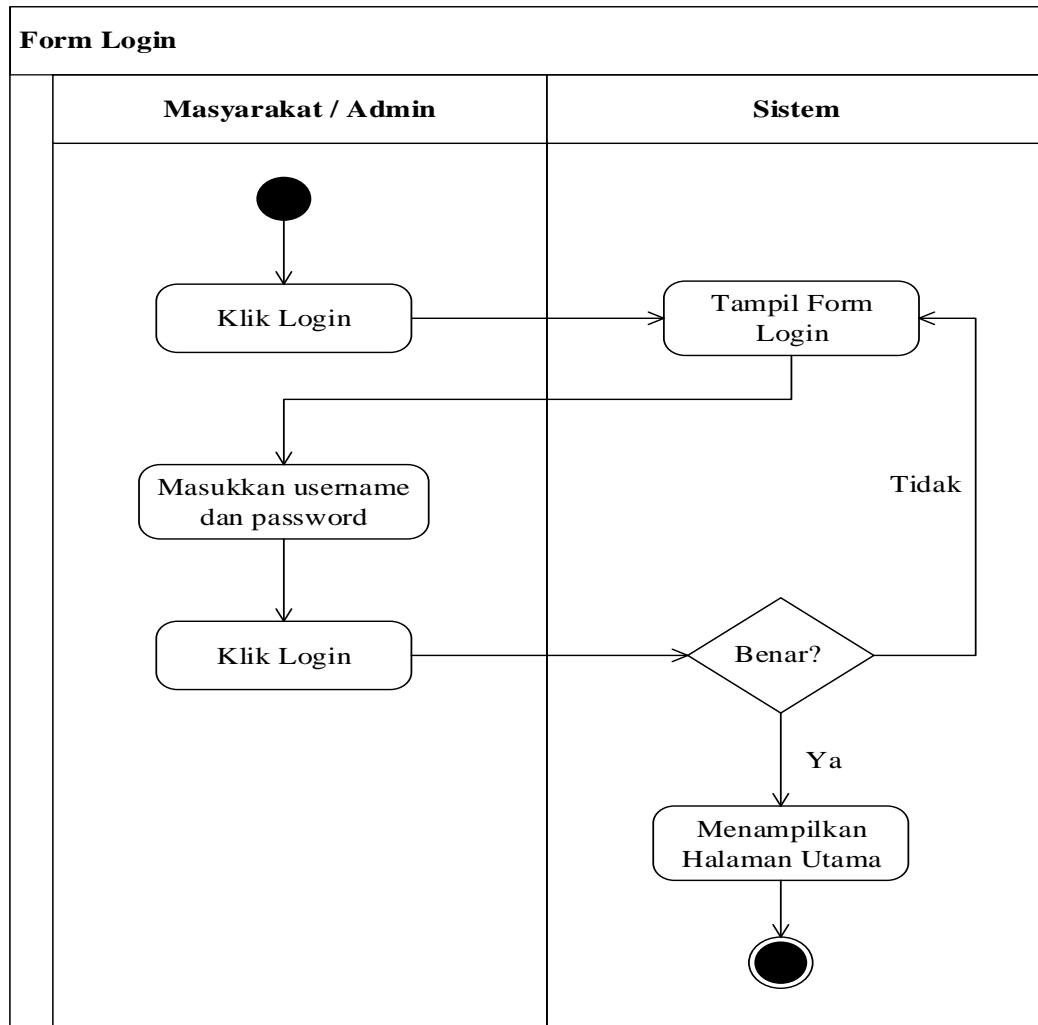 Form Login
Masyarakat / Admin
Sistem
Klik Login
Tampil Form
Login
Masukkan username
dan password
Tidak
Klik Login
Benar?
Ya
Menampilkan
Halaman Utama